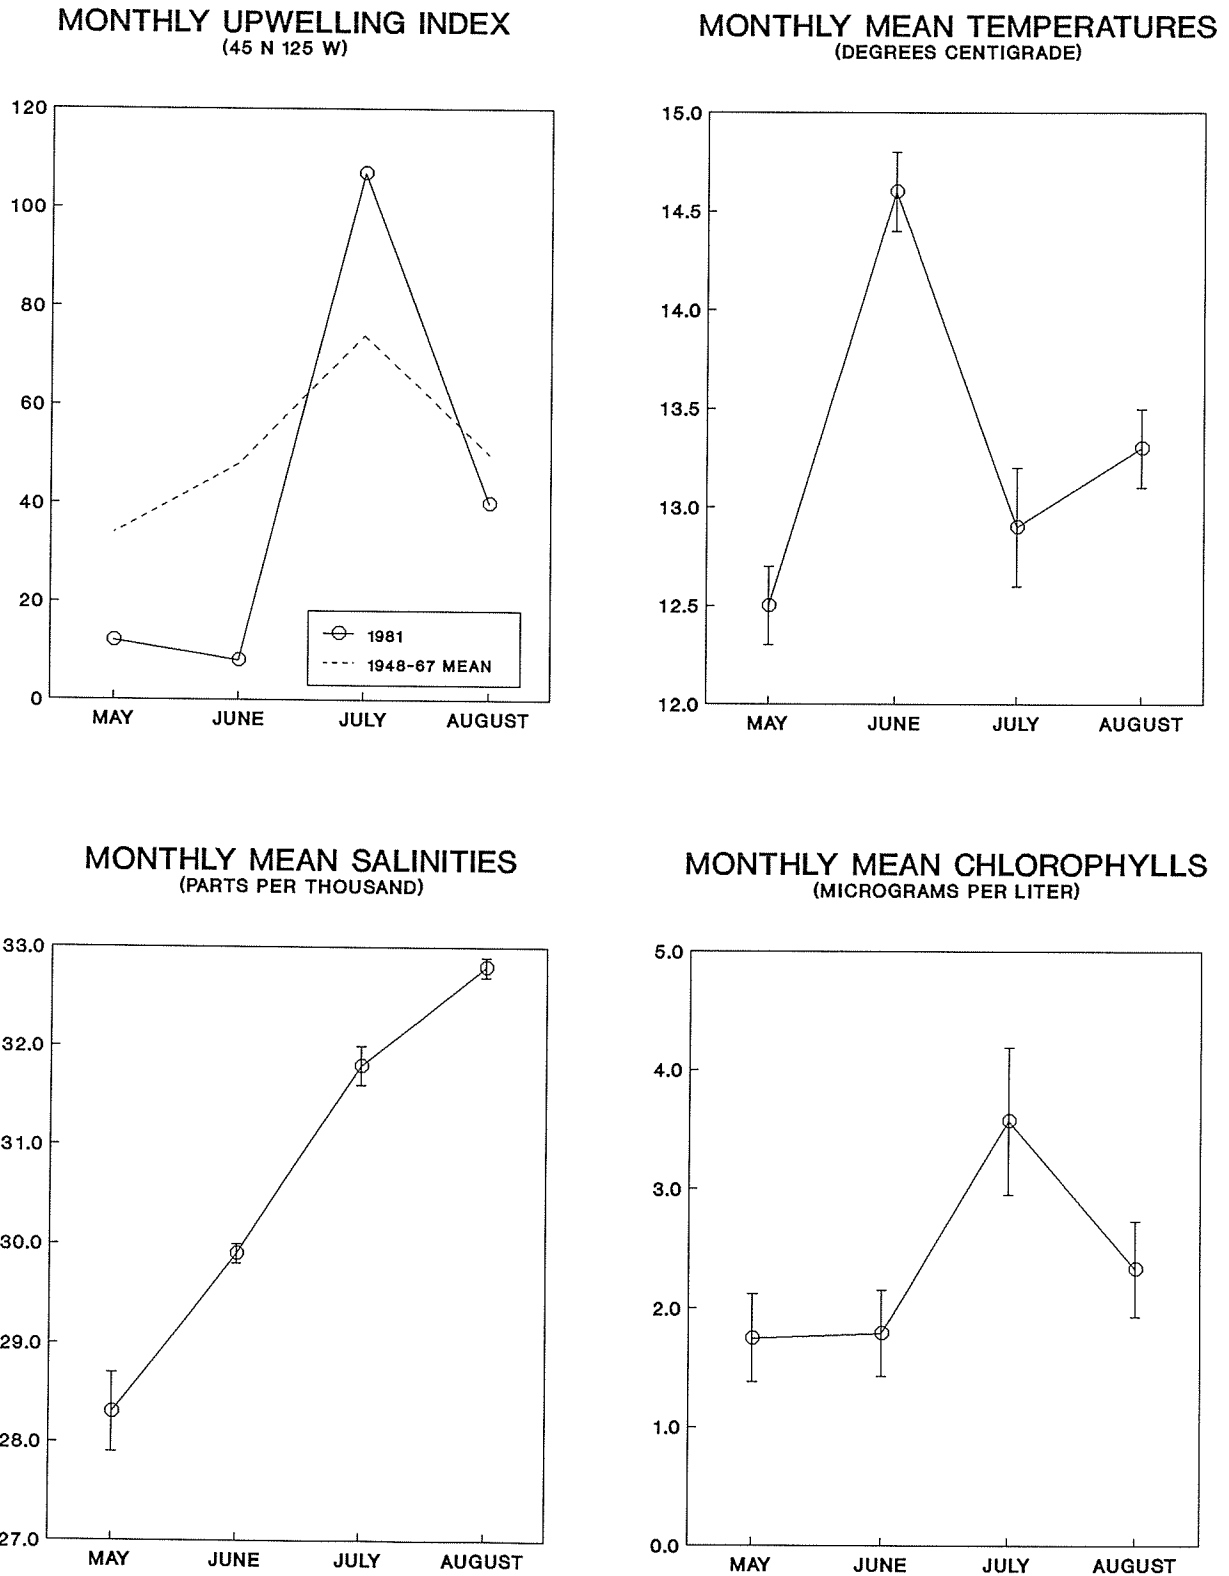 MONTHLY UPWELLING INDEX
(45 N 125 W)
120
100
80
60
40
20
0
MAY JUNE JULY AUGUST
1981
1948-67 MEAN
MONTHLY MEAN TEMPERATURES
(DEGREES CENTIGRADE)
15.0
14.5
14.0
13.5
13.0
12.5
12.0
MAY JUNE JULY AUGUST
MONTHLY MEAN SALINITIES
(PARTS PER THOUSAND)
33.0
32.0
31.0
30.0
29.0
28.0
27.0
MAY JUNE JULY AUGUST
MONTHLY MEAN CHLOROPHYLLS
(MICROGRAMS PER LITER)
5.0
4.0
3.0
2.0
1.0
0.0
MAY JUNE JULY AUGUST